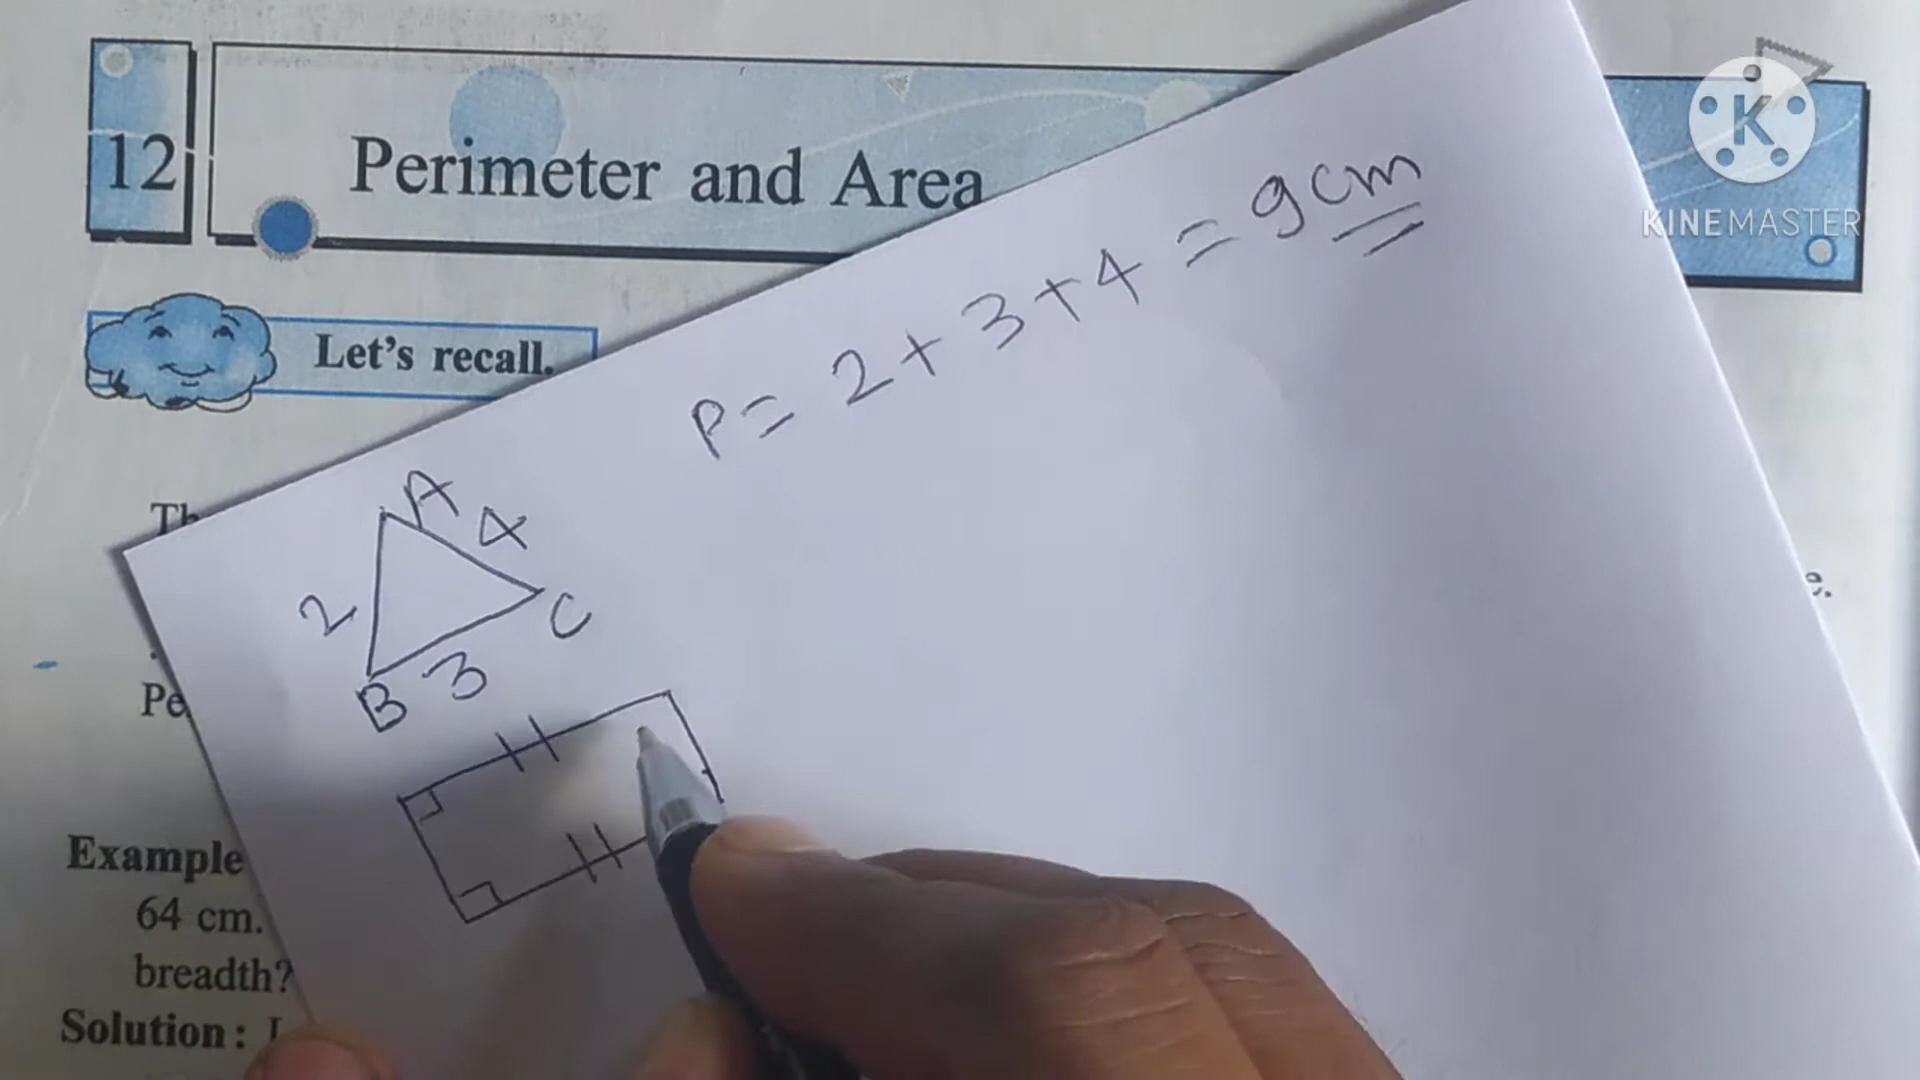 12
Perimeter and Area
KINEMASTER
Let's recall.
P = 2 + 3 + 4 = 9 cm
A
4
2
C
B 3
Example
64 cm.
breadth?
Solution :